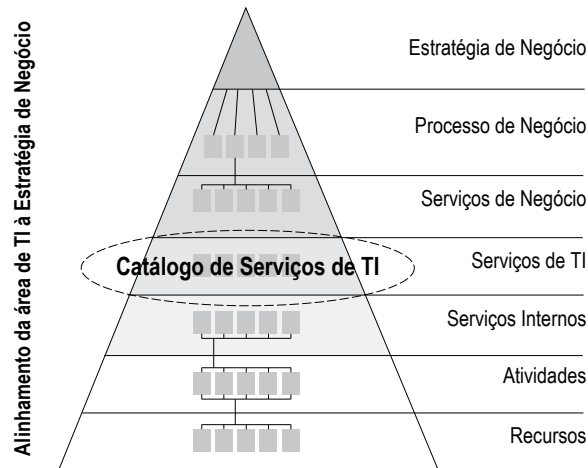 Alinhamento da área de TI à Estratégia de Negócio
Estratégia de Negócio
Processo de Negócio
Serviços de Negócio
Catálogo de Serviços de TI
Serviços de TI
Serviços Internos
Atividades
Recursos